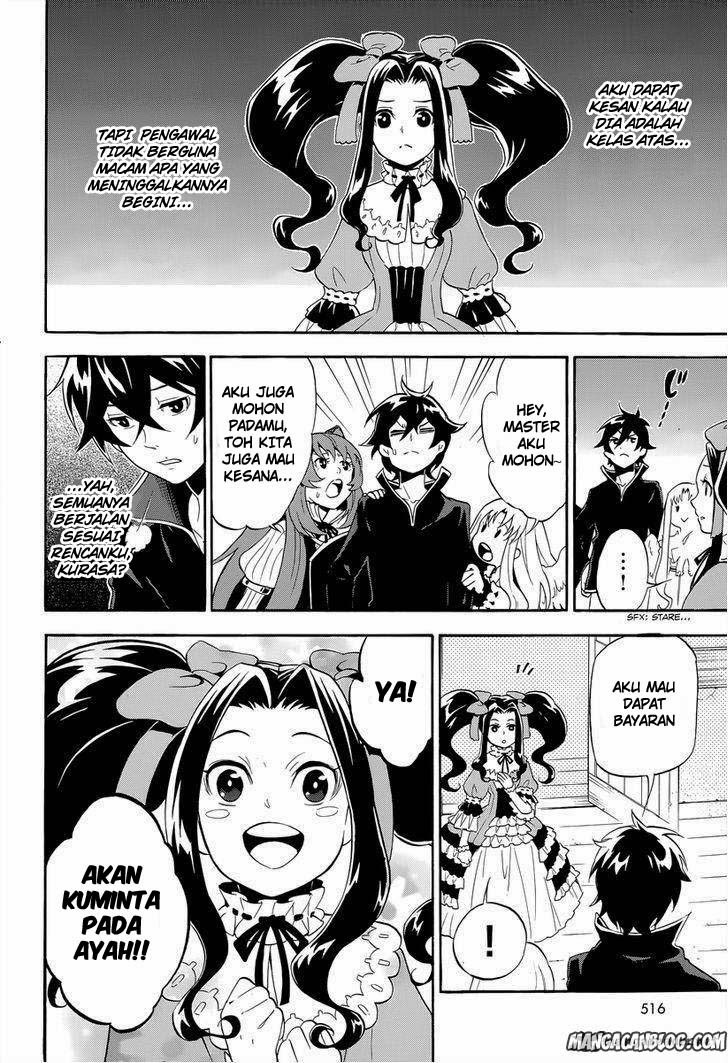 AKU DAPAT
KESAN KALAU
DIA ADALAH
KELAS ATAS...
TAPI PENGAWAL
TIDAK BERGUNA
MACAM APA YANG
MENINGGALKANNYA
BEGINI...
...!
SFX: STARE...
HEY,
MASTER
AKU
MOHON~
AKU JUGA
MOHON
PADAMU,
TOH KITA
JUGA MAU
KESANA...
...YAH,
SEMUANYA
BERJALAN
SESUAI
RENCANKU,
KURASA?
AKU MAU
DAPAT
BAYARAN
!
YA!
AKAN
KUMINTA
PADA
AYAH!!
516
MANGACANBLOG.COM